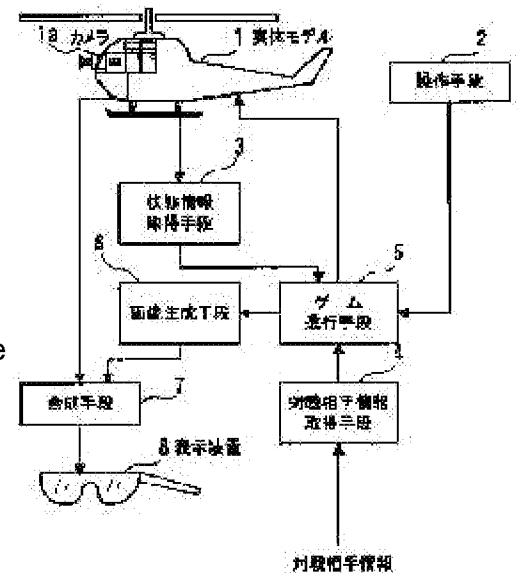 1a カメラ
1 実体モデル
2
操作手段
3
状態情報
取得手段
6
画像生成手段
5
ゲーム
進行手段
4
対戦相手情報
取得手段
7
合成手段
8 表示装置
対戦相手情報
e